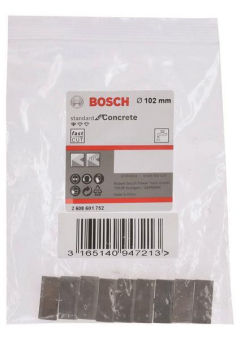 BOSCH
Ø 102 mm
standard for Concrete
fast
CUT
2 608 601 752
3 165140 947213